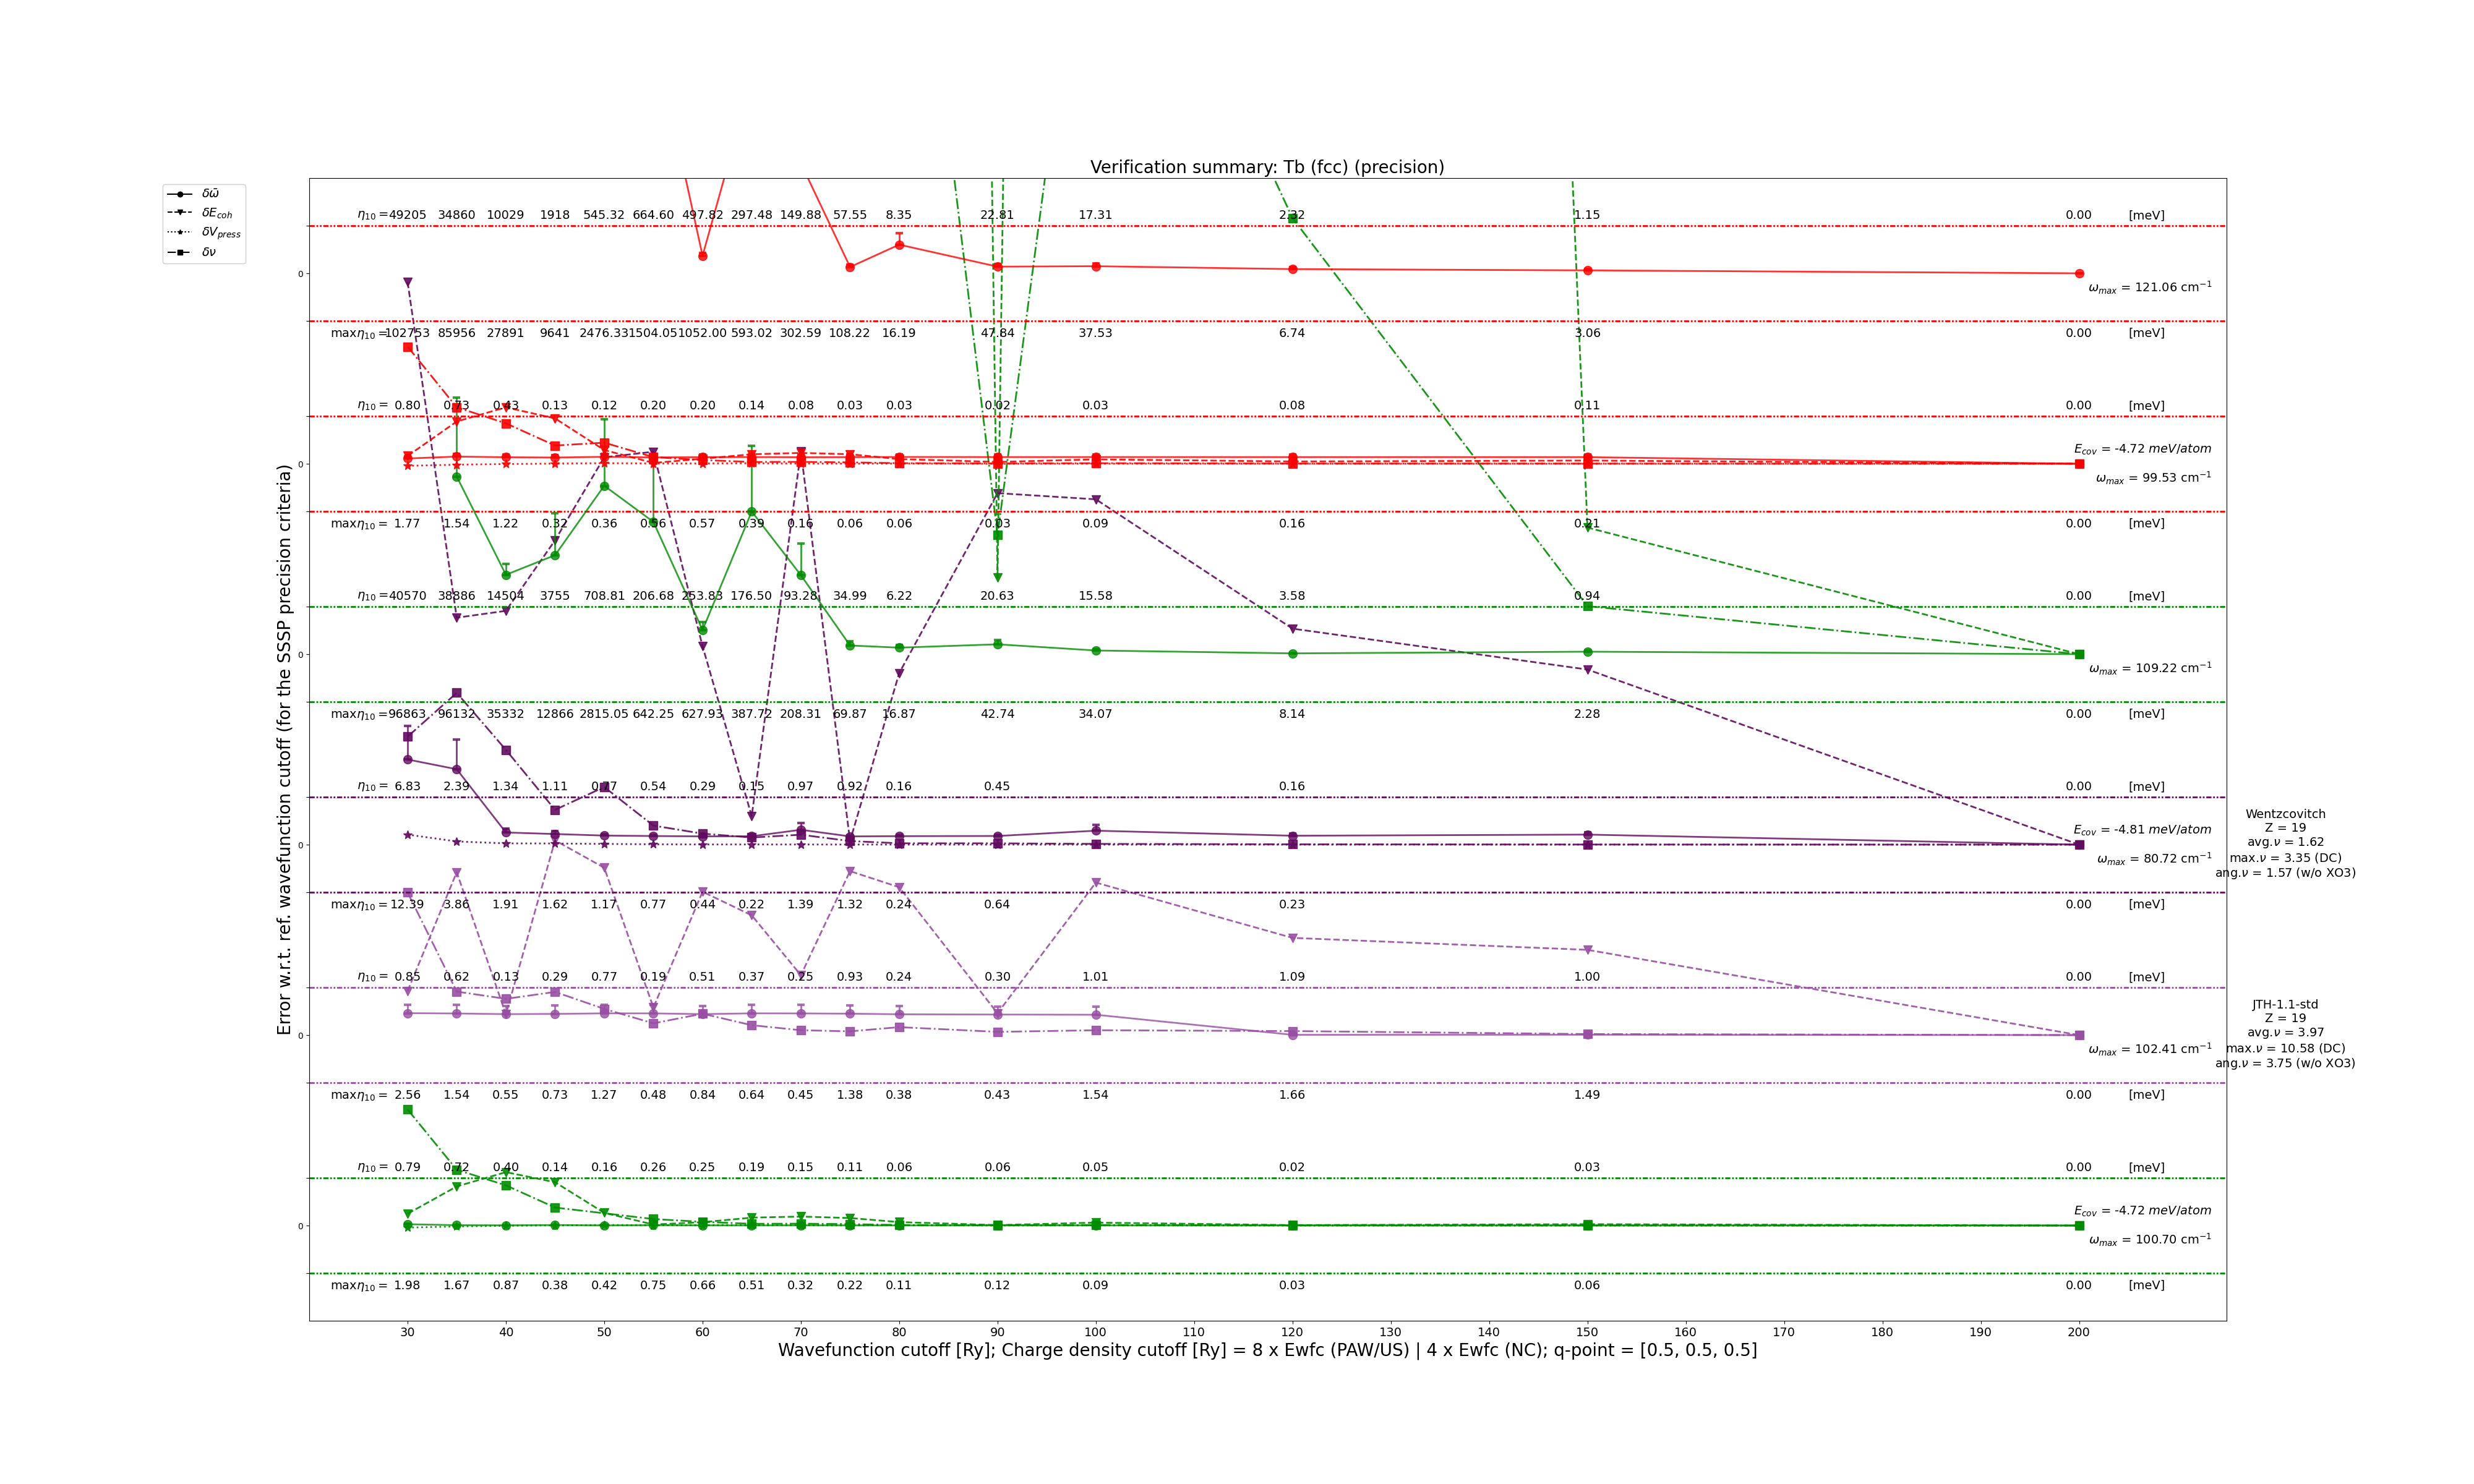 Verification summary: Tb (fcc) (precision)
δω̄
δE_coh
δV_press
δν
η₁₀ = 49205 34860 10029 1918 545.32 664.60 497.82 297.48 149.88 57.55 8.35 22.81 17.31 2.32 1.15 0.00 [meV]
0
ω_max = 121.06 cm⁻¹
maxη₁₀ = 102753 85956 27891 9641 2476.33 1504.05 1052.00 593.02 302.59 108.22 16.19 47.84 37.53 6.74 3.06 0.00 [meV]
η₁₀ = 0.80 0.73 0.43 0.13 0.12 0.20 0.20 0.14 0.08 0.03 0.03 0.02 0.03 0.08 0.11 0.00 [meV]
E_cov = -4.72 meV/atom
0
ω_max = 99.53 cm⁻¹
maxη₁₀ = 1.77 1.54 1.22 0.32 0.36 0.56 0.57 0.39 0.16 0.06 0.06 0.03 0.09 0.16 0.21 0.00 [meV]
η₁₀ = 40570 38886 14504 3755 708.81 206.68 253.83 176.50 93.28 34.99 6.22 20.63 15.58 3.58 0.94 0.00 [meV]
0
ω_max = 109.22 cm⁻¹
maxη₁₀ = 96863 96132 35332 12866 2815.05 642.25 627.93 387.72 208.31 69.87 16.87 42.74 34.07 8.14 2.28 0.00 [meV]
η₁₀ = 6.83 2.39 1.34 1.11 0.77 0.54 0.29 0.15 0.97 0.92 0.16 0.45 0.16 0.00 [meV]
E_cov = -4.81 meV/atom
0
ω_max = 80.72 cm⁻¹
Wentzcovitch
Z = 19
avg.ν = 1.62
max.ν = 3.35 (DC)
ang.ν = 1.57 (w/o XO3)
maxη₁₀ = 12.39 3.86 1.91 1.62 1.17 0.77 0.44 0.22 1.39 1.32 0.24 0.64 0.23 0.00 [meV]
η₁₀ = 0.85 0.62 0.13 0.29 0.77 0.19 0.51 0.37 0.25 0.93 0.24 0.30 1.01 1.09 1.00 0.00 [meV]
0
ω_max = 102.41 cm⁻¹
JTH-1.1-std
Z = 19
avg.ν = 3.97
max.ν = 10.58 (DC)
ang.ν = 3.75 (w/o XO3)
maxη₁₀ = 2.56 1.54 0.55 0.73 1.27 0.48 0.84 0.64 0.45 1.38 0.38 0.43 1.54 1.66 1.49 0.00 [meV]
η₁₀ = 0.79 0.72 0.40 0.14 0.16 0.26 0.25 0.19 0.15 0.11 0.06 0.06 0.05 0.02 0.03 0.00 [meV]
E_cov = -4.72 meV/atom
0
ω_max = 100.70 cm⁻¹
maxη₁₀ = 1.98 1.67 0.87 0.38 0.42 0.75 0.66 0.51 0.32 0.22 0.11 0.12 0.09 0.03 0.06 0.00 [meV]
30 40 50 60 70 80 90 100 110 120 130 140 150 160 170 180 190 200
Wavefunction cutoff [Ry]; Charge density cutoff [Ry] = 8 x Ewfc (PAW/US) | 4 x Ewfc (NC); q-point = [0.5, 0.5, 0.5]
Error w.r.t. ref. wavefunction cutoff (for the SSSP precision criteria)